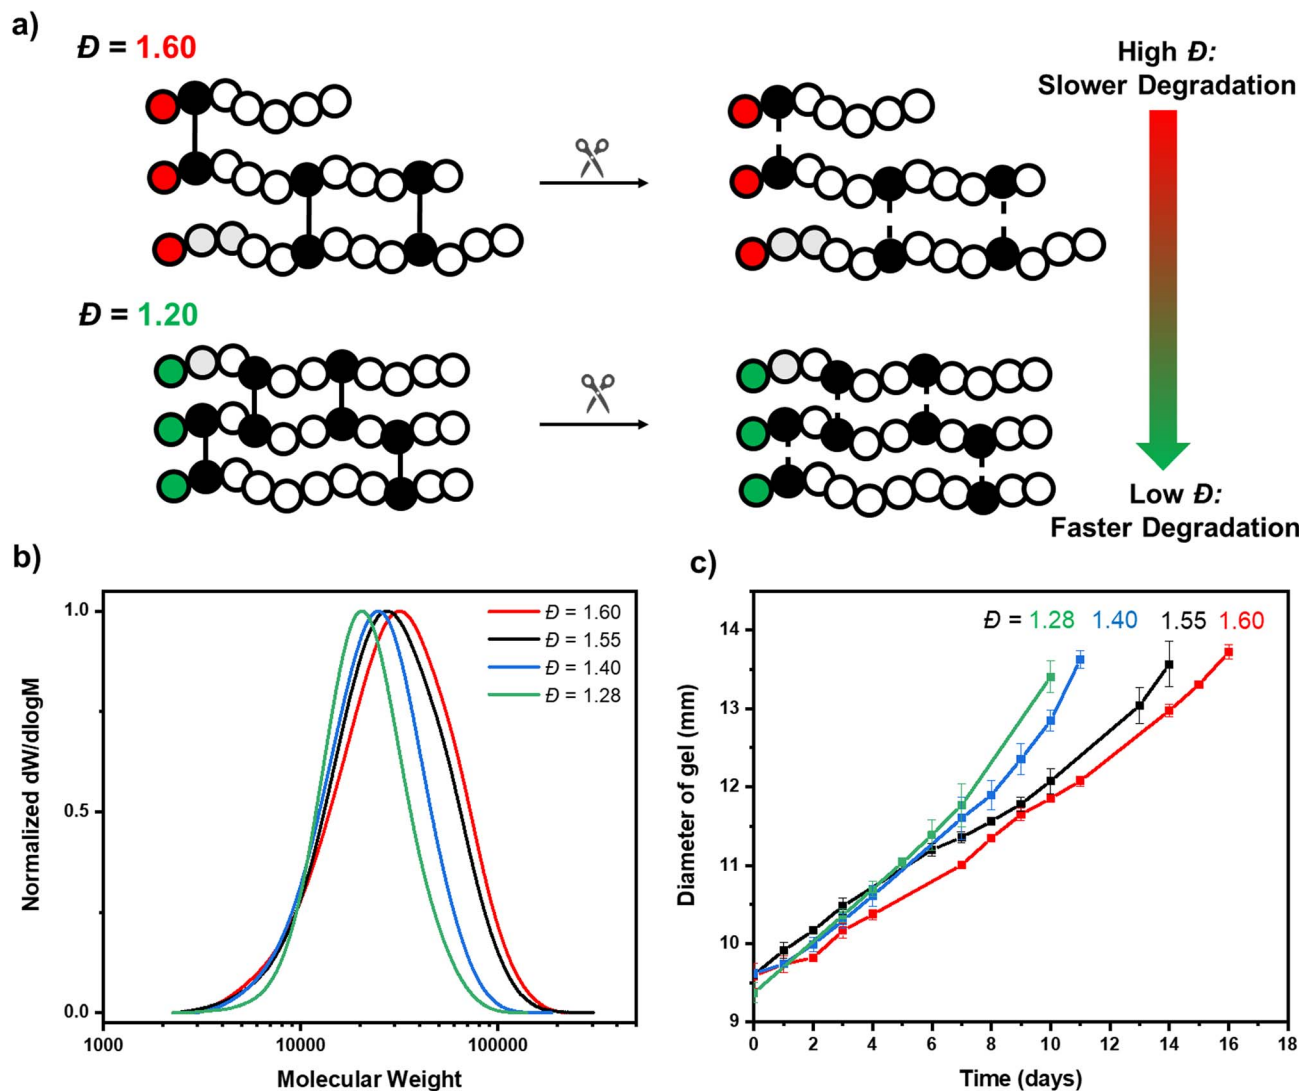 a)
Đ = 1.60
High Đ:
Slower Degradation
Đ = 1.20
Low Đ:
Faster Degradation
b)
1.0
0.5
0.0
Đ = 1.60
Đ = 1.55
Đ = 1.40
Đ = 1.28
Normalized dW/dlogM
1000
10000
100000
Molecular Weight
c)
14
13
12
11
10
9
Đ = 1.28 1.40 1.55 1.60
Diameter of gel (mm)
0 2 4 6 8 10 12 14 16 18
Time (days)